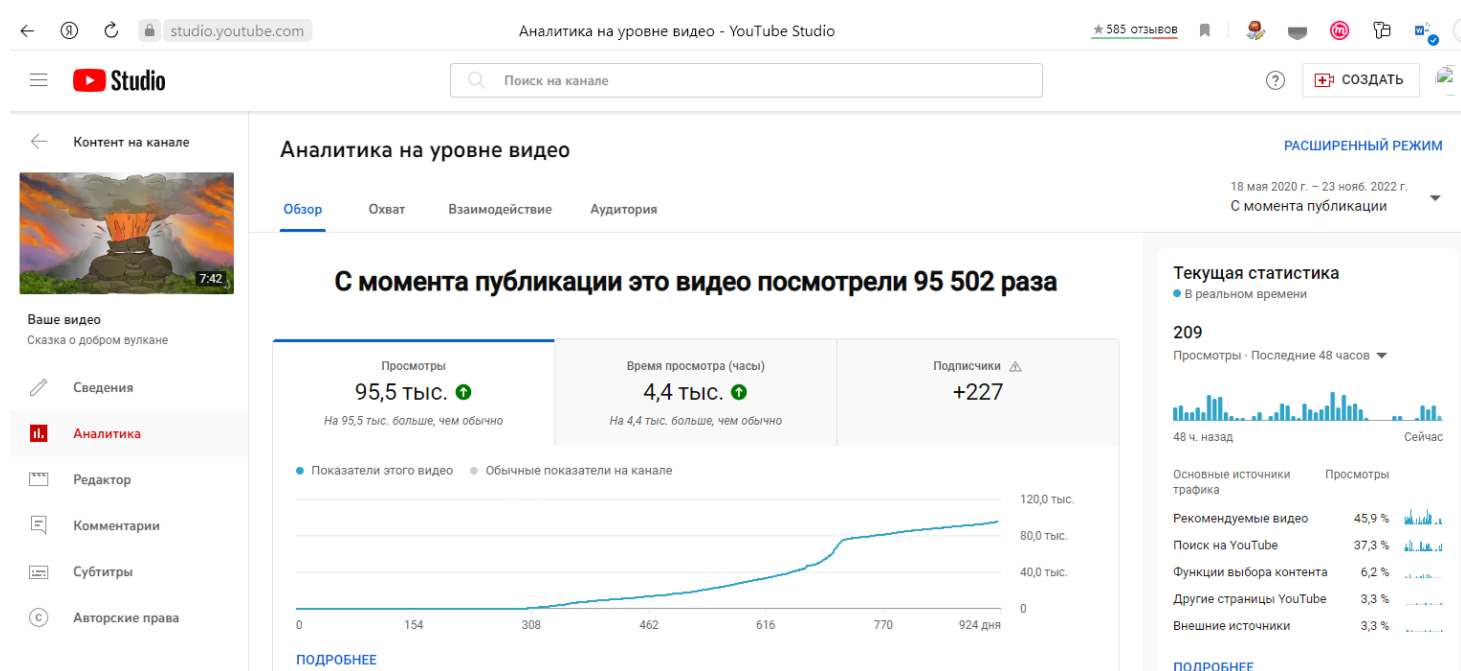 studio.youtube.com
Аналитика на уровне видео - YouTube Studio
★ 585 отзывов
Studio
Поиск на канале
СОЗДАТЬ
Контент на канале
7:42
Ваше видео
Сказка о добром вулкане
Сведения
Аналитика
Редактор
Комментарии
Субтитры
Авторские права
Аналитика на уровне видео
РАСШИРЕННЫЙ РЕЖИМ
Обзор Охват Взаимодействие Аудитория
18 мая 2020 г. – 23 нояб. 2022 г.
С момента публикации
С момента публикации это видео посмотрели 95 502 раза
Просмотры
95,5 тыс.
На 95,5 тыс. больше, чем обычно
Время просмотра (часы)
4,4 тыс.
На 4,4 тыс. больше, чем обычно
Подписчики
+227
Показатели этого видео Обычные показатели на канале
120,0 тыс.
80,0 тыс.
40,0 тыс.
0
0 154 308 462 616 770 924 дня
ПОДРОБНЕЕ
Текущая статистика
В реальном времени
209
Просмотры · Последние 48 часов
48 ч. назад Сейчас
Основные источники трафика Просмотры
Рекомендуемые видео 45,9 %
Поиск на YouTube 37,3 %
Функции выбора контента 6,2 %
Другие страницы YouTube 3,3 %
Внешние источники 3,3 %
ПОДРОБНЕЕ